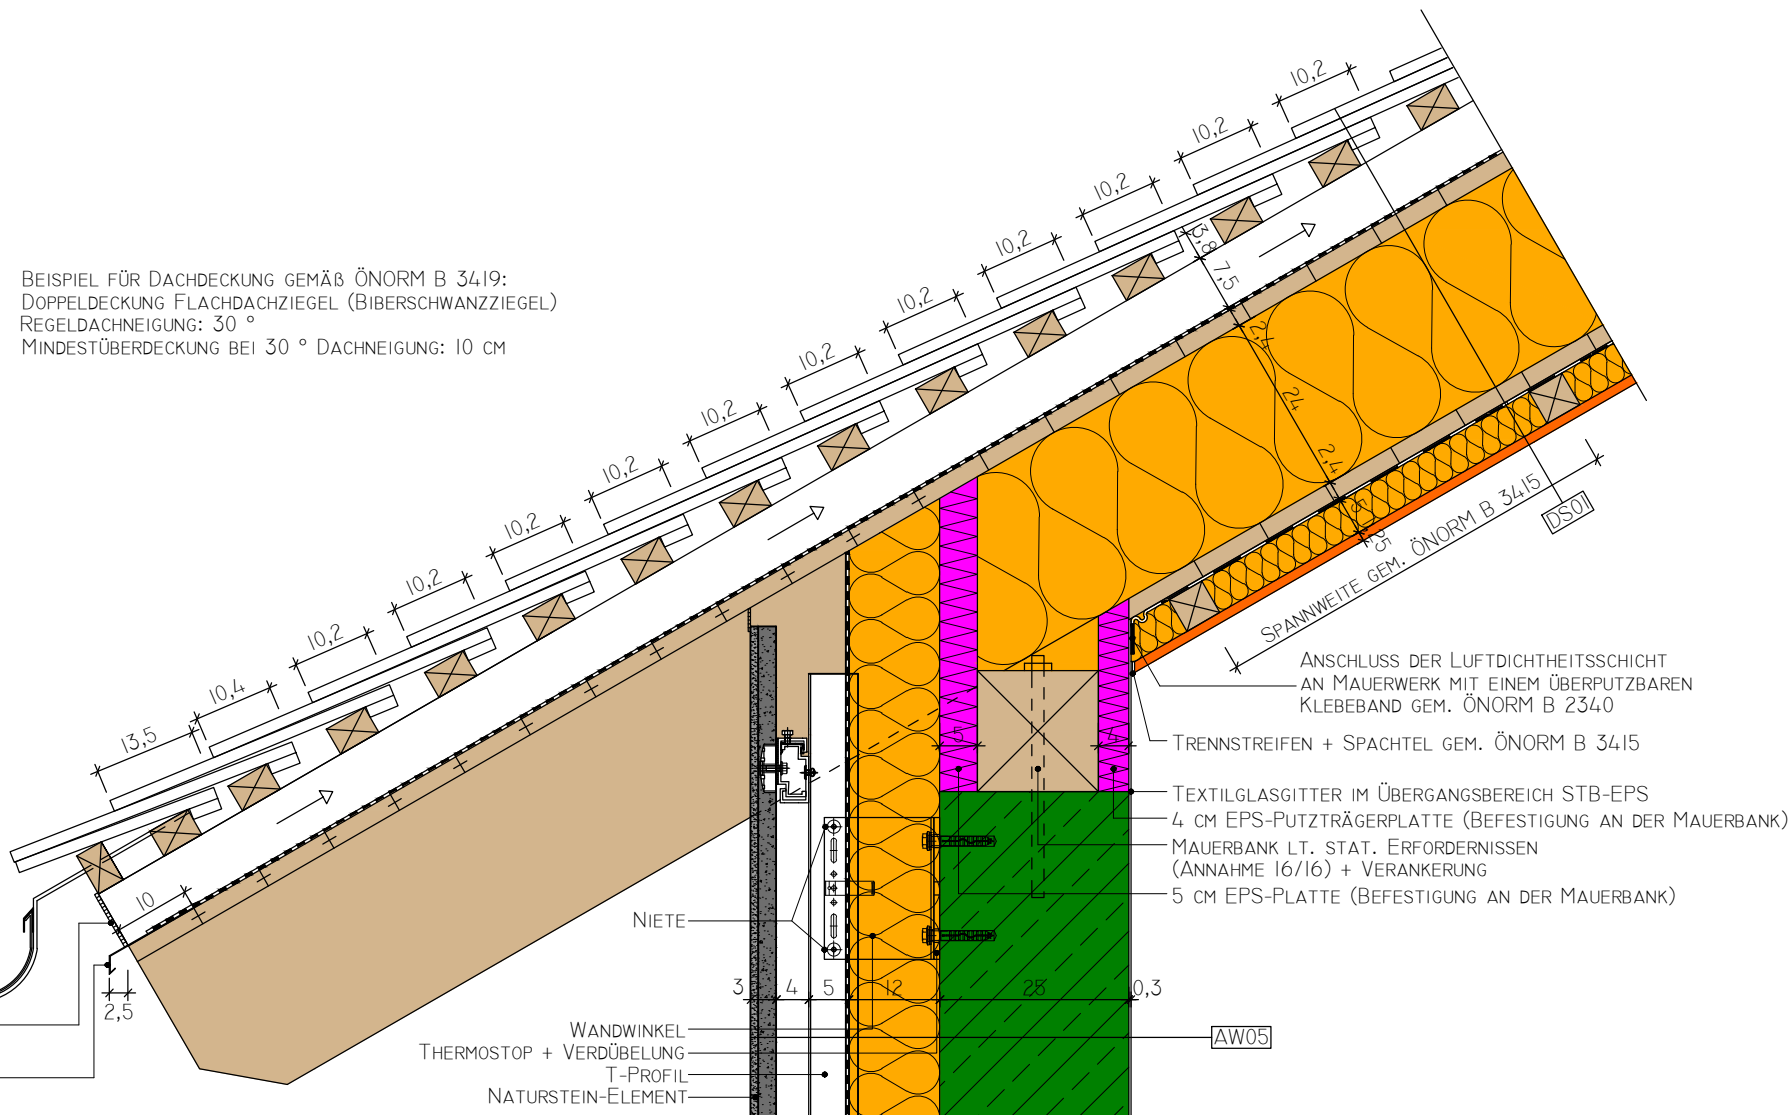 10,2
10,2
10,2
10,2
10,2
10,2
10,2
10,2
10,2
10,2
10,2
10,4
13,5
BEISPIEL FÜR DACHDECKUNG GEMÄß ÖNORM B 3419:
DOPPELDECKUNG FLACHDACHZIEGEL (BIBERSCHWANZZIEGEL)
REGELDACHNEIGUNG: 30 °
MINDESTÜBERDECKUNG BEI 30 ° DACHNEIGUNG: 10 CM
3,8
7,5
2,4
24
2,4
5
DS01
SPANNWEITE GEM. ÖNORM B 3415
ANSCHLUSS DER LUFTDICHTHEITSSCHICHT
AN MAUERWERK MIT EINEM ÜBERPUTZBAREN
KLEBEBAND GEM. ÖNORM B 2340
TRENNSTREIFEN + SPACHTEL GEM. ÖNORM B 3415
5
4
TEXTILGLASGITTER IM ÜBERGANGSBEREICH STB-EPS
4 CM EPS-PUTZTRÄGERPLATTE (BEFESTIGUNG AN DER MAUERBANK)
MAUERBANK LT. STAT. ERFORDERNISSEN
(ANNAHME 16/16) + VERANKERUNG
5 CM EPS-PLATTE (BEFESTIGUNG AN DER MAUERBANK)
10
2,5
NIETE
3 4 5 12 25 0,3
WANDWINKEL
AW05
THERMOSTOP + VERDÜBELUNG
T-PROFIL
NATURSTEIN-ELEMENT